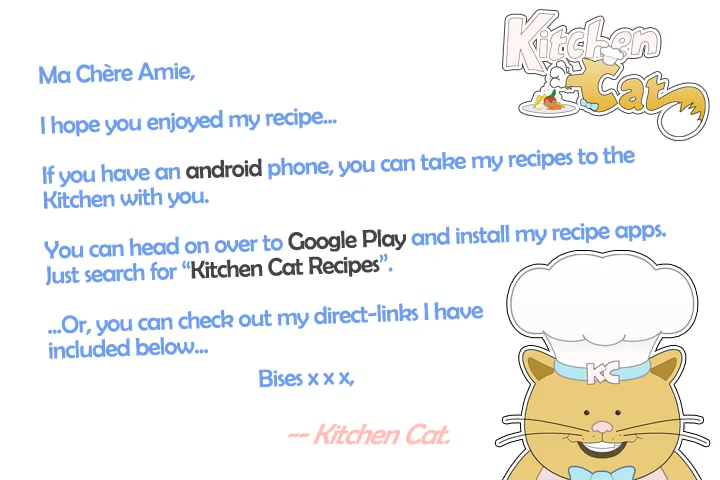 Kitchen
Cat
Ma Chère Amie,
I hope you enjoyed my recipe...
If you have an android phone, you can take my recipes to the
Kitchen with you.
You can head on over to Google Play and install my recipe apps.
Just search for “Kitchen Cat Recipes”.
...Or, you can check out my direct-links I have
included below...
Bises x x x,
-- Kitchen Cat.
KC